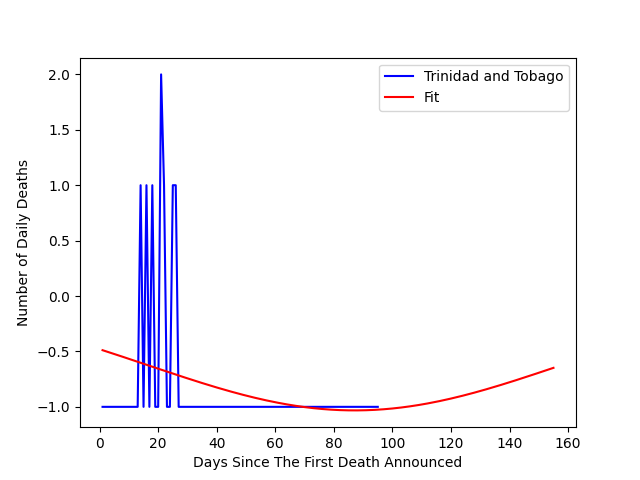 Trinidad and Tobago
Fit
2.0
1.5
1.0
0.5
0.0
−0.5
−1.0
Number of Daily Deaths
0 20 40 60 80 100 120 140 160
Days Since The First Death Announced